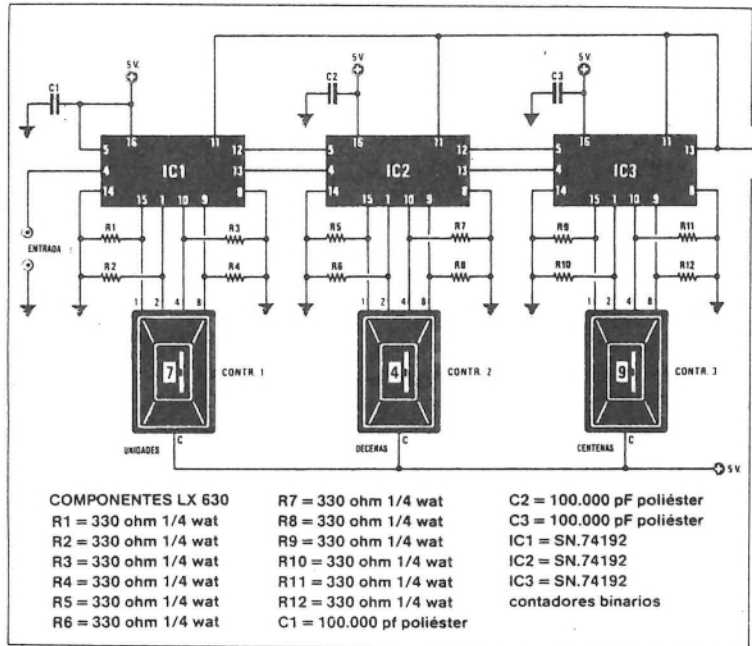 5 V.
5 V.
5 V.
C1
C2
C3
16 11
16 11
16 11
5 IC1 12
5 IC2 12
5 IC3 13
4 13
4 13
4
14 15 1 10 9 8
14 15 1 10 9 8
14 15 1 10 9 8
R1 R3
R5 R7
R9 R11
ENTRADA
R2 R4
R6 R8
R10 R12
1 2 4 8
1 2 4 8
1 2 4 8
7 CONTR. 1
4 CONTR. 2
9 CONTR. 3
UNIDADES C
DECENAS C
CENTENAS C
5 V.
COMPONENTES LX 630
R1 = 330 ohm 1/4 wat
R2 = 330 ohm 1/4 wat
R3 = 330 ohm 1/4 wat
R4 = 330 ohm 1/4 wat
R5 = 330 ohm 1/4 wat
R6 = 330 ohm 1/4 wat
R7 = 330 ohm 1/4 wat
R8 = 330 ohm 1/4 wat
R9 = 330 ohm 1/4 wat
R10 = 330 ohm 1/4 wat
R11 = 330 ohm 1/4 wat
R12 = 330 ohm 1/4 wat
C1 = 100.000 pf poliéster
C2 = 100.000 pF poliéster
C3 = 100.000 pF poliéster
IC1 = SN.74192
IC2 = SN.74192
IC3 = SN.74192
contadores binarios